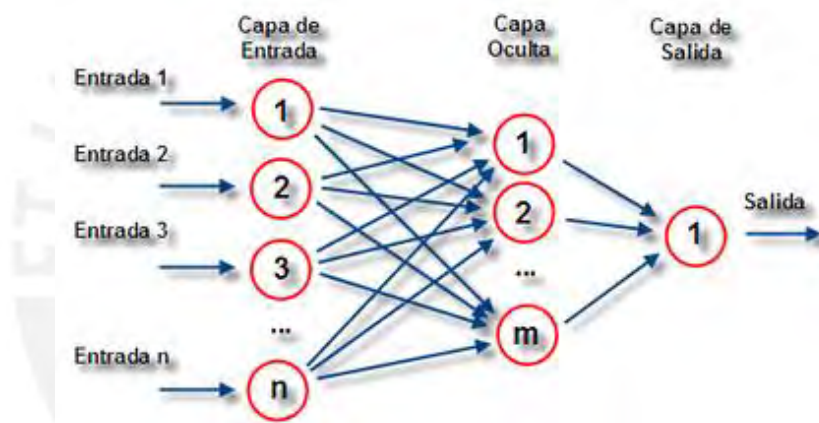 Capa de
Entrada
Capa
Oculta
Capa de
Salida
Entrada 1
1
Entrada 2
2
Entrada 3
3
...
Entrada n
n
1
2
...
m
1
Salida